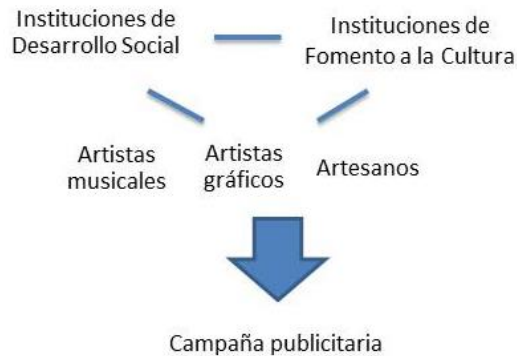 Instituciones de
Desarrollo Social
Instituciones de
Fomento a la Cultura
Artistas
musicales
Artistas
gráficos
Artesanos
Campaña publicitaria